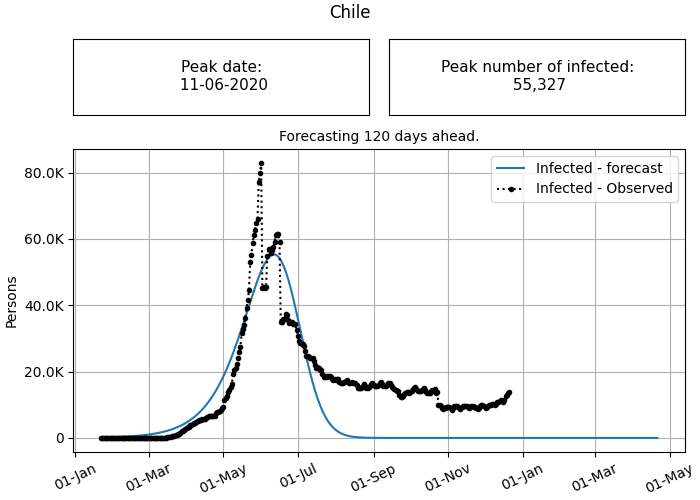 Chile
Peak date:
11-06-2020
Peak number of infected:
55,327
Forecasting 120 days ahead.
Infected - forecast
Infected - Observed
80.0K
60.0K
40.0K
20.0K
0
Persons
01-Jan
01-Mar
01-May
01-Jul
01-Sep
01-Nov
01-Jan
01-Mar
01-May